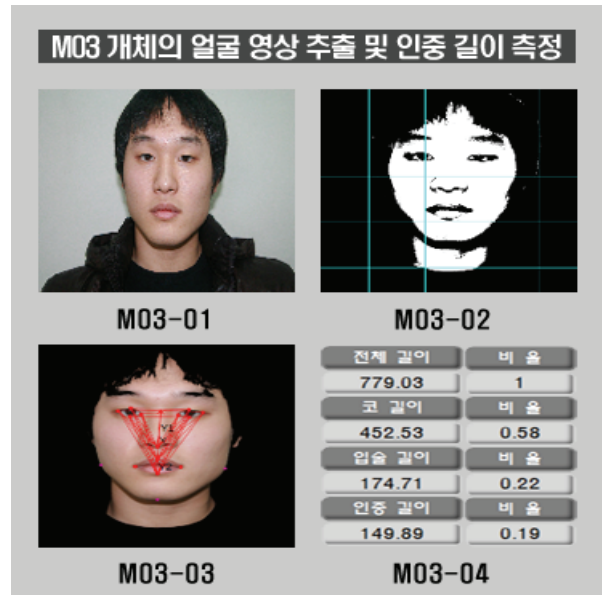 M03 개체의 얼굴 영상 추출 및 인중 길이 측정
M03-01
M03-02
Y1
Y2
전체 길이 비 율
779.03 1
코 길이 비 율
452.53 0.58
입술 길이 비 율
174.71 0.22
인중 길이 비 율
149.89 0.19
M03-03
M03-04